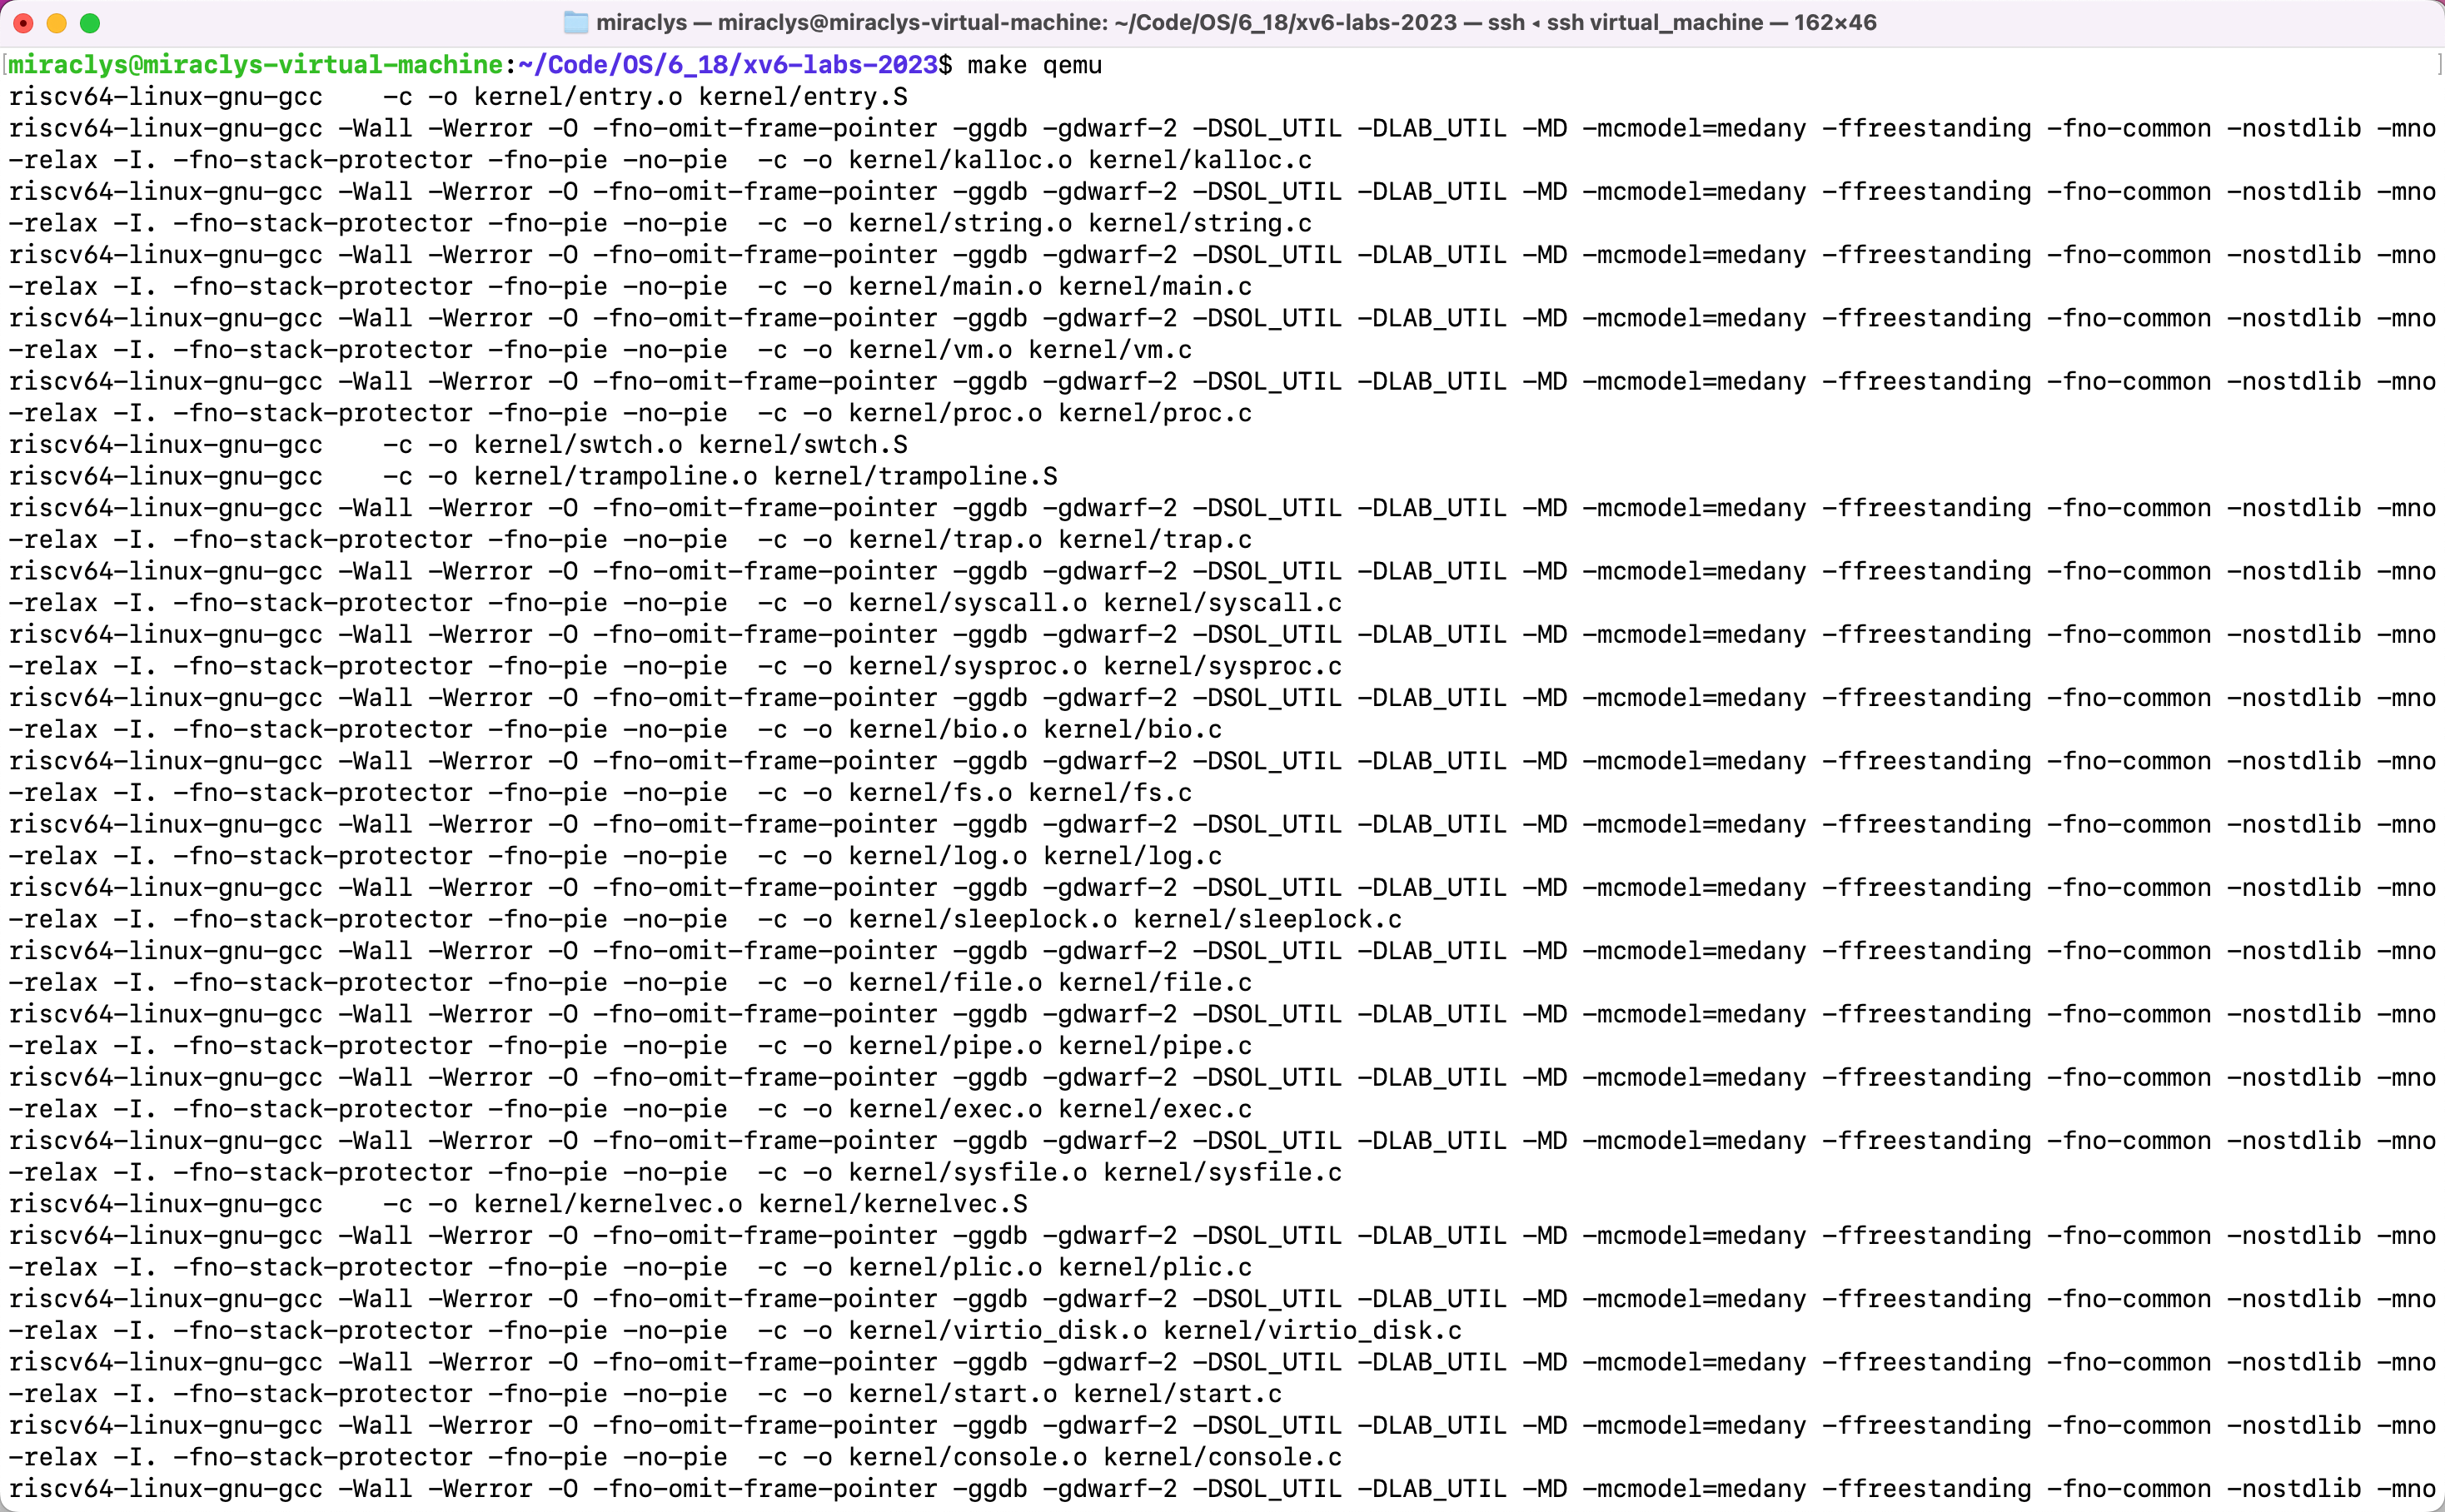 miraclys — miraclys@miraclys-virtual-machine: ~/Code/OS/6_18/xv6-labs-2023 — ssh ◂ ssh virtual_machine — 162×46
[miraclys@miraclys-virtual-machine:~/Code/OS/6_18/xv6-labs-2023$ make qemu ]
riscv64-linux-gnu-gcc    -c -o kernel/entry.o kernel/entry.S
riscv64-linux-gnu-gcc -Wall -Werror -O -fno-omit-frame-pointer -ggdb -gdwarf-2 -DSOL_UTIL -DLAB_UTIL -MD -mcmodel=medany -ffreestanding -fno-common -nostdlib -mno
-relax -I. -fno-stack-protector -fno-pie -no-pie  -c -o kernel/kalloc.o kernel/kalloc.c
riscv64-linux-gnu-gcc -Wall -Werror -O -fno-omit-frame-pointer -ggdb -gdwarf-2 -DSOL_UTIL -DLAB_UTIL -MD -mcmodel=medany -ffreestanding -fno-common -nostdlib -mno
-relax -I. -fno-stack-protector -fno-pie -no-pie  -c -o kernel/string.o kernel/string.c
riscv64-linux-gnu-gcc -Wall -Werror -O -fno-omit-frame-pointer -ggdb -gdwarf-2 -DSOL_UTIL -DLAB_UTIL -MD -mcmodel=medany -ffreestanding -fno-common -nostdlib -mno
-relax -I. -fno-stack-protector -fno-pie -no-pie  -c -o kernel/main.o kernel/main.c
riscv64-linux-gnu-gcc -Wall -Werror -O -fno-omit-frame-pointer -ggdb -gdwarf-2 -DSOL_UTIL -DLAB_UTIL -MD -mcmodel=medany -ffreestanding -fno-common -nostdlib -mno
-relax -I. -fno-stack-protector -fno-pie -no-pie  -c -o kernel/vm.o kernel/vm.c
riscv64-linux-gnu-gcc -Wall -Werror -O -fno-omit-frame-pointer -ggdb -gdwarf-2 -DSOL_UTIL -DLAB_UTIL -MD -mcmodel=medany -ffreestanding -fno-common -nostdlib -mno
-relax -I. -fno-stack-protector -fno-pie -no-pie  -c -o kernel/proc.o kernel/proc.c
riscv64-linux-gnu-gcc    -c -o kernel/swtch.o kernel/swtch.S
riscv64-linux-gnu-gcc    -c -o kernel/trampoline.o kernel/trampoline.S
riscv64-linux-gnu-gcc -Wall -Werror -O -fno-omit-frame-pointer -ggdb -gdwarf-2 -DSOL_UTIL -DLAB_UTIL -MD -mcmodel=medany -ffreestanding -fno-common -nostdlib -mno
-relax -I. -fno-stack-protector -fno-pie -no-pie  -c -o kernel/trap.o kernel/trap.c
riscv64-linux-gnu-gcc -Wall -Werror -O -fno-omit-frame-pointer -ggdb -gdwarf-2 -DSOL_UTIL -DLAB_UTIL -MD -mcmodel=medany -ffreestanding -fno-common -nostdlib -mno
-relax -I. -fno-stack-protector -fno-pie -no-pie  -c -o kernel/syscall.o kernel/syscall.c
riscv64-linux-gnu-gcc -Wall -Werror -O -fno-omit-frame-pointer -ggdb -gdwarf-2 -DSOL_UTIL -DLAB_UTIL -MD -mcmodel=medany -ffreestanding -fno-common -nostdlib -mno
-relax -I. -fno-stack-protector -fno-pie -no-pie  -c -o kernel/sysproc.o kernel/sysproc.c
riscv64-linux-gnu-gcc -Wall -Werror -O -fno-omit-frame-pointer -ggdb -gdwarf-2 -DSOL_UTIL -DLAB_UTIL -MD -mcmodel=medany -ffreestanding -fno-common -nostdlib -mno
-relax -I. -fno-stack-protector -fno-pie -no-pie  -c -o kernel/bio.o kernel/bio.c
riscv64-linux-gnu-gcc -Wall -Werror -O -fno-omit-frame-pointer -ggdb -gdwarf-2 -DSOL_UTIL -DLAB_UTIL -MD -mcmodel=medany -ffreestanding -fno-common -nostdlib -mno
-relax -I. -fno-stack-protector -fno-pie -no-pie  -c -o kernel/fs.o kernel/fs.c
riscv64-linux-gnu-gcc -Wall -Werror -O -fno-omit-frame-pointer -ggdb -gdwarf-2 -DSOL_UTIL -DLAB_UTIL -MD -mcmodel=medany -ffreestanding -fno-common -nostdlib -mno
-relax -I. -fno-stack-protector -fno-pie -no-pie  -c -o kernel/log.o kernel/log.c
riscv64-linux-gnu-gcc -Wall -Werror -O -fno-omit-frame-pointer -ggdb -gdwarf-2 -DSOL_UTIL -DLAB_UTIL -MD -mcmodel=medany -ffreestanding -fno-common -nostdlib -mno
-relax -I. -fno-stack-protector -fno-pie -no-pie  -c -o kernel/sleeplock.o kernel/sleeplock.c
riscv64-linux-gnu-gcc -Wall -Werror -O -fno-omit-frame-pointer -ggdb -gdwarf-2 -DSOL_UTIL -DLAB_UTIL -MD -mcmodel=medany -ffreestanding -fno-common -nostdlib -mno
-relax -I. -fno-stack-protector -fno-pie -no-pie  -c -o kernel/file.o kernel/file.c
riscv64-linux-gnu-gcc -Wall -Werror -O -fno-omit-frame-pointer -ggdb -gdwarf-2 -DSOL_UTIL -DLAB_UTIL -MD -mcmodel=medany -ffreestanding -fno-common -nostdlib -mno
-relax -I. -fno-stack-protector -fno-pie -no-pie  -c -o kernel/pipe.o kernel/pipe.c
riscv64-linux-gnu-gcc -Wall -Werror -O -fno-omit-frame-pointer -ggdb -gdwarf-2 -DSOL_UTIL -DLAB_UTIL -MD -mcmodel=medany -ffreestanding -fno-common -nostdlib -mno
-relax -I. -fno-stack-protector -fno-pie -no-pie  -c -o kernel/exec.o kernel/exec.c
riscv64-linux-gnu-gcc -Wall -Werror -O -fno-omit-frame-pointer -ggdb -gdwarf-2 -DSOL_UTIL -DLAB_UTIL -MD -mcmodel=medany -ffreestanding -fno-common -nostdlib -mno
-relax -I. -fno-stack-protector -fno-pie -no-pie  -c -o kernel/sysfile.o kernel/sysfile.c
riscv64-linux-gnu-gcc    -c -o kernel/kernelvec.o kernel/kernelvec.S
riscv64-linux-gnu-gcc -Wall -Werror -O -fno-omit-frame-pointer -ggdb -gdwarf-2 -DSOL_UTIL -DLAB_UTIL -MD -mcmodel=medany -ffreestanding -fno-common -nostdlib -mno
-relax -I. -fno-stack-protector -fno-pie -no-pie  -c -o kernel/plic.o kernel/plic.c
riscv64-linux-gnu-gcc -Wall -Werror -O -fno-omit-frame-pointer -ggdb -gdwarf-2 -DSOL_UTIL -DLAB_UTIL -MD -mcmodel=medany -ffreestanding -fno-common -nostdlib -mno
-relax -I. -fno-stack-protector -fno-pie -no-pie  -c -o kernel/virtio_disk.o kernel/virtio_disk.c
riscv64-linux-gnu-gcc -Wall -Werror -O -fno-omit-frame-pointer -ggdb -gdwarf-2 -DSOL_UTIL -DLAB_UTIL -MD -mcmodel=medany -ffreestanding -fno-common -nostdlib -mno
-relax -I. -fno-stack-protector -fno-pie -no-pie  -c -o kernel/start.o kernel/start.c
riscv64-linux-gnu-gcc -Wall -Werror -O -fno-omit-frame-pointer -ggdb -gdwarf-2 -DSOL_UTIL -DLAB_UTIL -MD -mcmodel=medany -ffreestanding -fno-common -nostdlib -mno
-relax -I. -fno-stack-protector -fno-pie -no-pie  -c -o kernel/console.o kernel/console.c
riscv64-linux-gnu-gcc -Wall -Werror -O -fno-omit-frame-pointer -ggdb -gdwarf-2 -DSOL_UTIL -DLAB_UTIL -MD -mcmodel=medany -ffreestanding -fno-common -nostdlib -mno